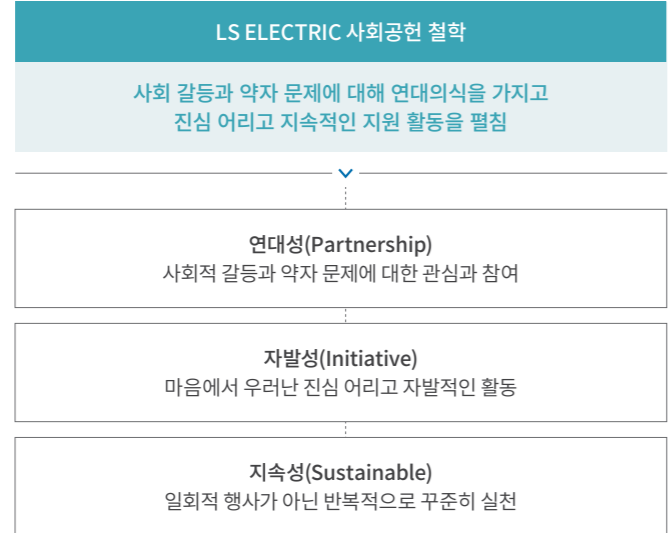 LS ELECTRIC 사회공헌 철학
사회 갈등과 약자 문제에 대해 연대의식을 가지고
진심 어리고 지속적인 지원 활동을 펼침
연대성(Partnership)
사회적 갈등과 약자 문제에 대한 관심과 참여
자발성(Initiative)
마음에서 우러난 진심 어리고 자발적인 활동
지속성(Sustainable)
일회적 행사가 아닌 반복적으로 꾸준히 실천